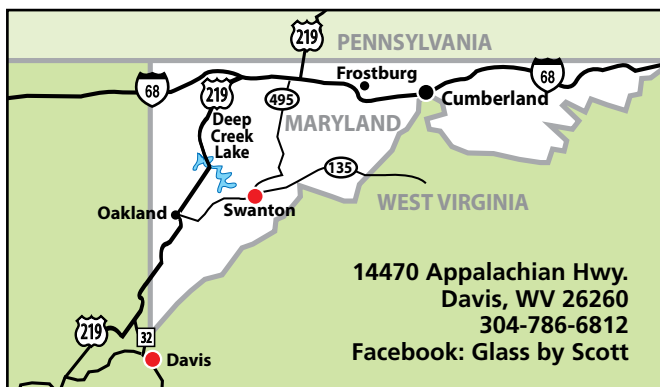 219
PENNSYLVANIA
68
219
Frostburg
68
495
Cumberland
Deep
Creek
Lake
MARYLAND
135
Oakland
Swanton
WEST VIRGINIA
14470 Appalachian Hwy.
Davis, WV 26260
304-786-6812
Facebook: Glass by Scott
219
32
Davis